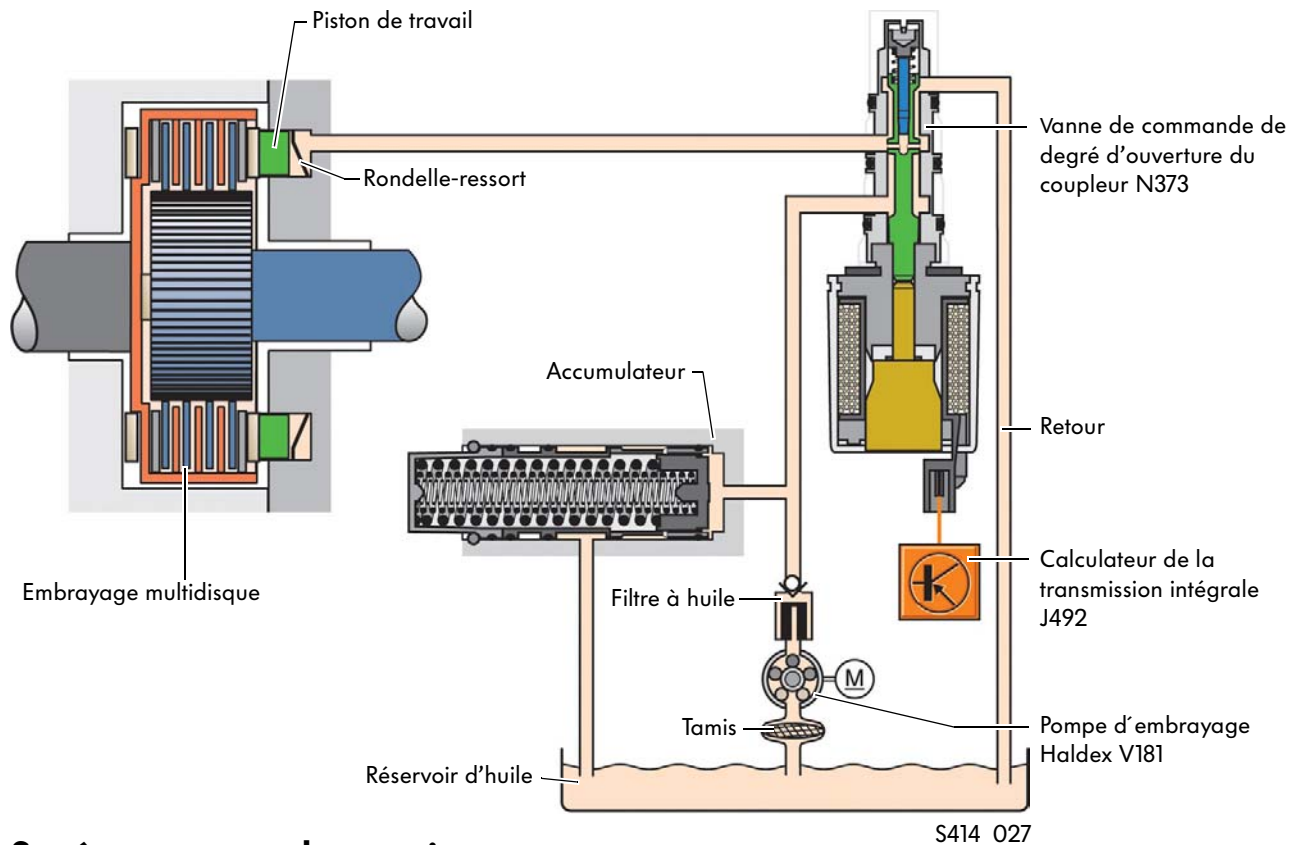 Piston de travail
Rondelle-ressort
Vanne de commande de
degré d'ouverture du
coupleur N373
Accumulateur
Retour
Embrayage multidisque
Filtre à huile
Calculateur de la
transmission intégrale
J492
M
Tamis
Pompe d´embrayage
Haldex V181
Réservoir d'huile
S414_027